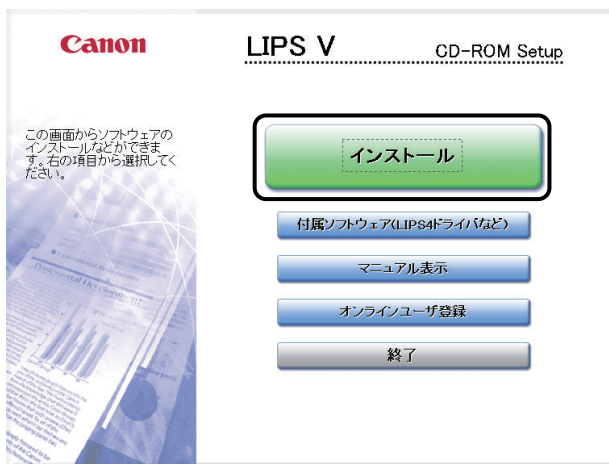 Canon
LIPS V
CD-ROM Setup
この画面からソフトウェアの
インストールなどができま
す。右の項目から選択してく
ださい。
インストール
付属ソフトウェア(LIPS4ドライバなど)
マニュアル表示
オンラインユーザ登録
終了
Professional Development